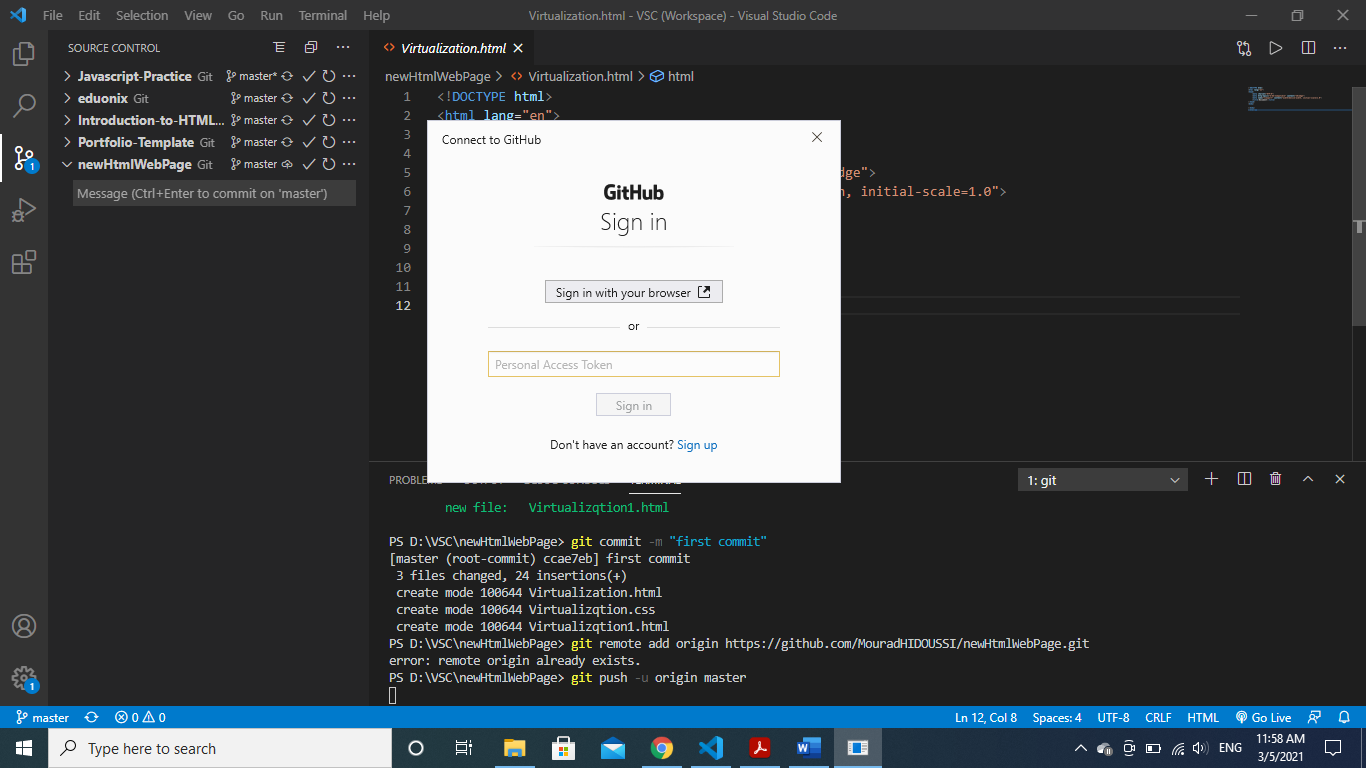 File Edit Selection View Go Run Terminal Help Virtualization.html - VSC (Workspace) - Visual Studio Code
SOURCE CONTROL
Javascript-Practice Git master*
eduonix Git master
Introduction-to-HTML... master
Portfolio-Template Git master
newHtmlWebPage Git master
Message (Ctrl+Enter to commit on 'master')
1
1
Virtualization.html
newHtmlWebPage > Virtualization.html > html
1 <!DOCTYPE html>
2 <html lang="en">
3
4
5 dge">
6 , initial-scale=1.0">
7
8
9
10
11
12
Connect to GitHub
GitHub
Sign in
Sign in with your browser
or
Personal Access Token
Sign in
Don't have an account? Sign up
1: git
new file: Virtualizqtion1.html
PS D:\VSC\newHtmlWebPage> git commit -m "first commit"
[master (root-commit) ccae7eb] first commit
3 files changed, 24 insertions(+)
create mode 100644 Virtualization.html
create mode 100644 Virtualizqtion.css
create mode 100644 Virtualizqtion1.html
PS D:\VSC\newHtmlWebPage> git remote add origin https://github.com/MouradHIDOUSSI/newHtmlWebPage.git
error: remote origin already exists.
PS D:\VSC\newHtmlWebPage> git push -u origin master
master 0 0 Ln 12, Col 8 Spaces: 4 UTF-8 CRLF HTML Go Live
Type here to search
ENG
11:58 AM
3/5/2021